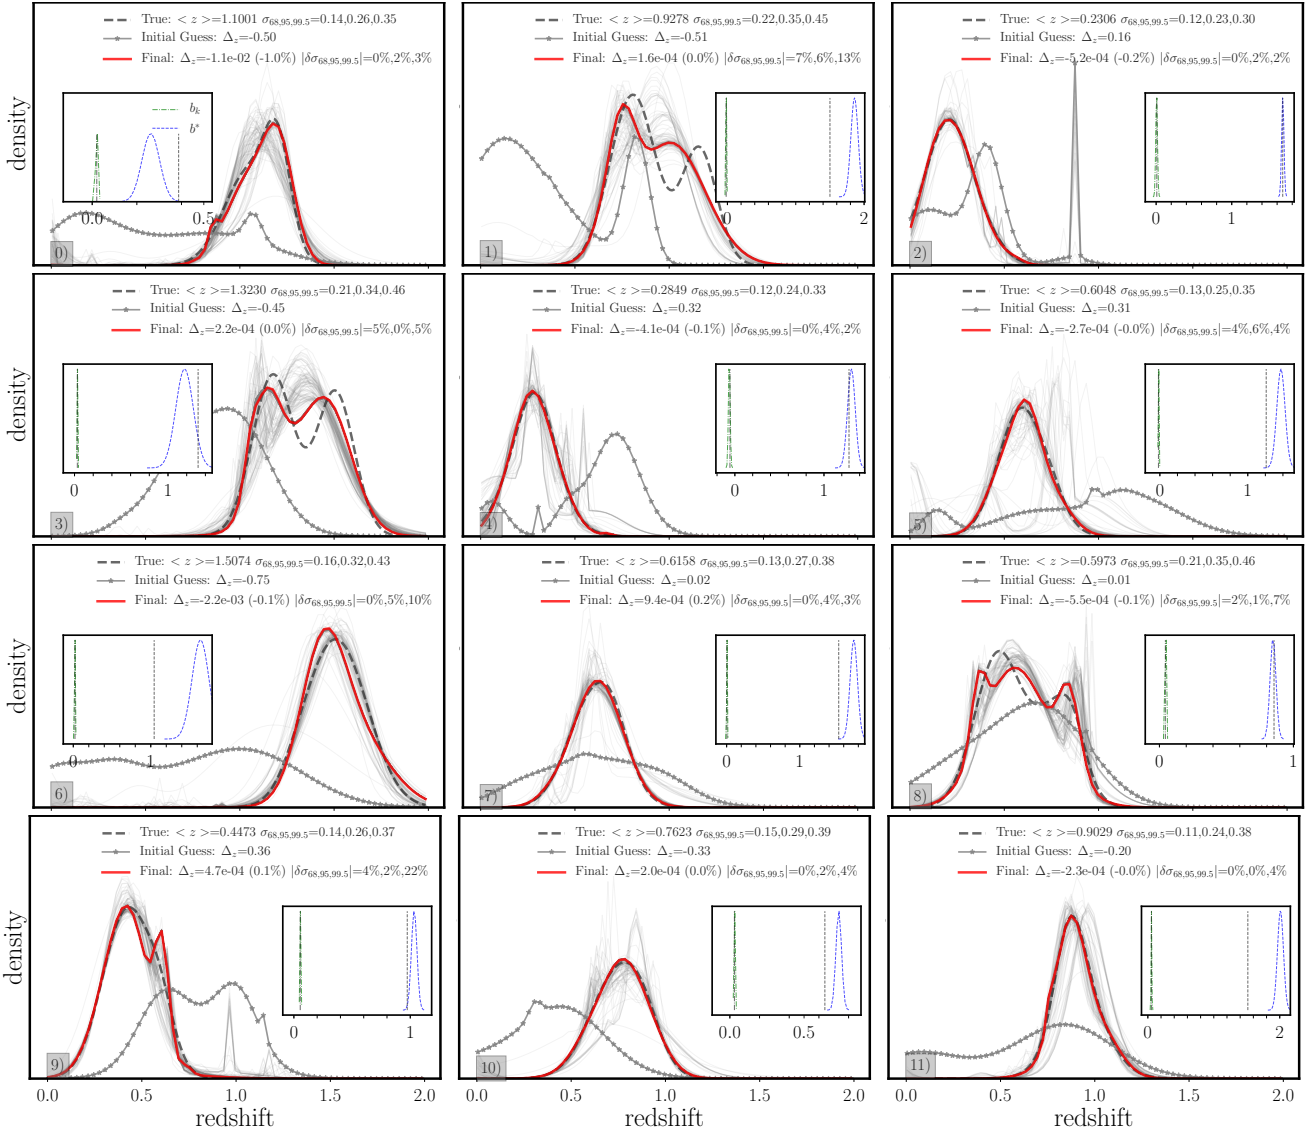 True: < z >=1.1001 σ68,95,99.5=0.14,0.26,0.35
Initial Guess: Δz=-0.50
Final: Δz=-1.1e-02 (-1.0%) |δσ68,95,99.5|=0%,2%,3%
bk
b*
0.0 0.5
density
0)
True: < z >=0.9278 σ68,95,99.5=0.22,0.35,0.45
Initial Guess: Δz=-0.51
Final: Δz=1.6e-04 (0.0%) |δσ68,95,99.5|=7%,6%,13%
0 1 2
1)
True: < z >=0.2306 σ68,95,99.5=0.12,0.23,0.30
Initial Guess: Δz=0.16
Final: Δz=-5.2e-04 (-0.2%) |δσ68,95,99.5|=0%,2%,2%
0 1
2)
True: < z >=1.3230 σ68,95,99.5=0.21,0.34,0.46
Initial Guess: Δz=-0.45
Final: Δz=2.2e-04 (0.0%) |δσ68,95,99.5|=5%,0%,5%
0 1
density
3)
True: < z >=0.2849 σ68,95,99.5=0.12,0.24,0.33
Initial Guess: Δz=0.32
Final: Δz=-4.1e-04 (-0.1%) |δσ68,95,99.5|=0%,4%,2%
0 1
4)
True: < z >=0.6048 σ68,95,99.5=0.13,0.25,0.35
Initial Guess: Δz=0.31
Final: Δz=-2.7e-04 (-0.0%) |δσ68,95,99.5|=4%,6%,4%
0 1
5)
True: < z >=1.5074 σ68,95,99.5=0.16,0.32,0.43
Initial Guess: Δz=-0.75
Final: Δz=-2.2e-03 (-0.1%) |δσ68,95,99.5|=0%,5%,10%
0 1
density
6)
True: < z >=0.6158 σ68,95,99.5=0.13,0.27,0.38
Initial Guess: Δz=0.02
Final: Δz=9.4e-04 (0.2%) |δσ68,95,99.5|=0%,4%,3%
0 1
7)
True: < z >=0.5973 σ68,95,99.5=0.21,0.35,0.46
Initial Guess: Δz=0.01
Final: Δz=-5.5e-04 (-0.1%) |δσ68,95,99.5|=2%,1%,7%
0 1
8)
True: < z >=0.4473 σ68,95,99.5=0.14,0.26,0.37
Initial Guess: Δz=0.36
Final: Δz=4.7e-04 (0.1%) |δσ68,95,99.5|=4%,2%,22%
0 1
density
9)
0.0 0.5 1.0 1.5 2.0
redshift
True: < z >=0.7623 σ68,95,99.5=0.15,0.29,0.39
Initial Guess: Δz=-0.33
Final: Δz=2.0e-04 (0.0%) |δσ68,95,99.5|=0%,2%,4%
0.0 0.5
10)
0.0 0.5 1.0 1.5 2.0
redshift
True: < z >=0.9029 σ68,95,99.5=0.11,0.24,0.38
Initial Guess: Δz=-0.20
Final: Δz=-2.3e-04 (-0.0%) |δσ68,95,99.5|=0%,0%,4%
0 1 2
11)
0.0 0.5 1.0 1.5 2.0
redshift